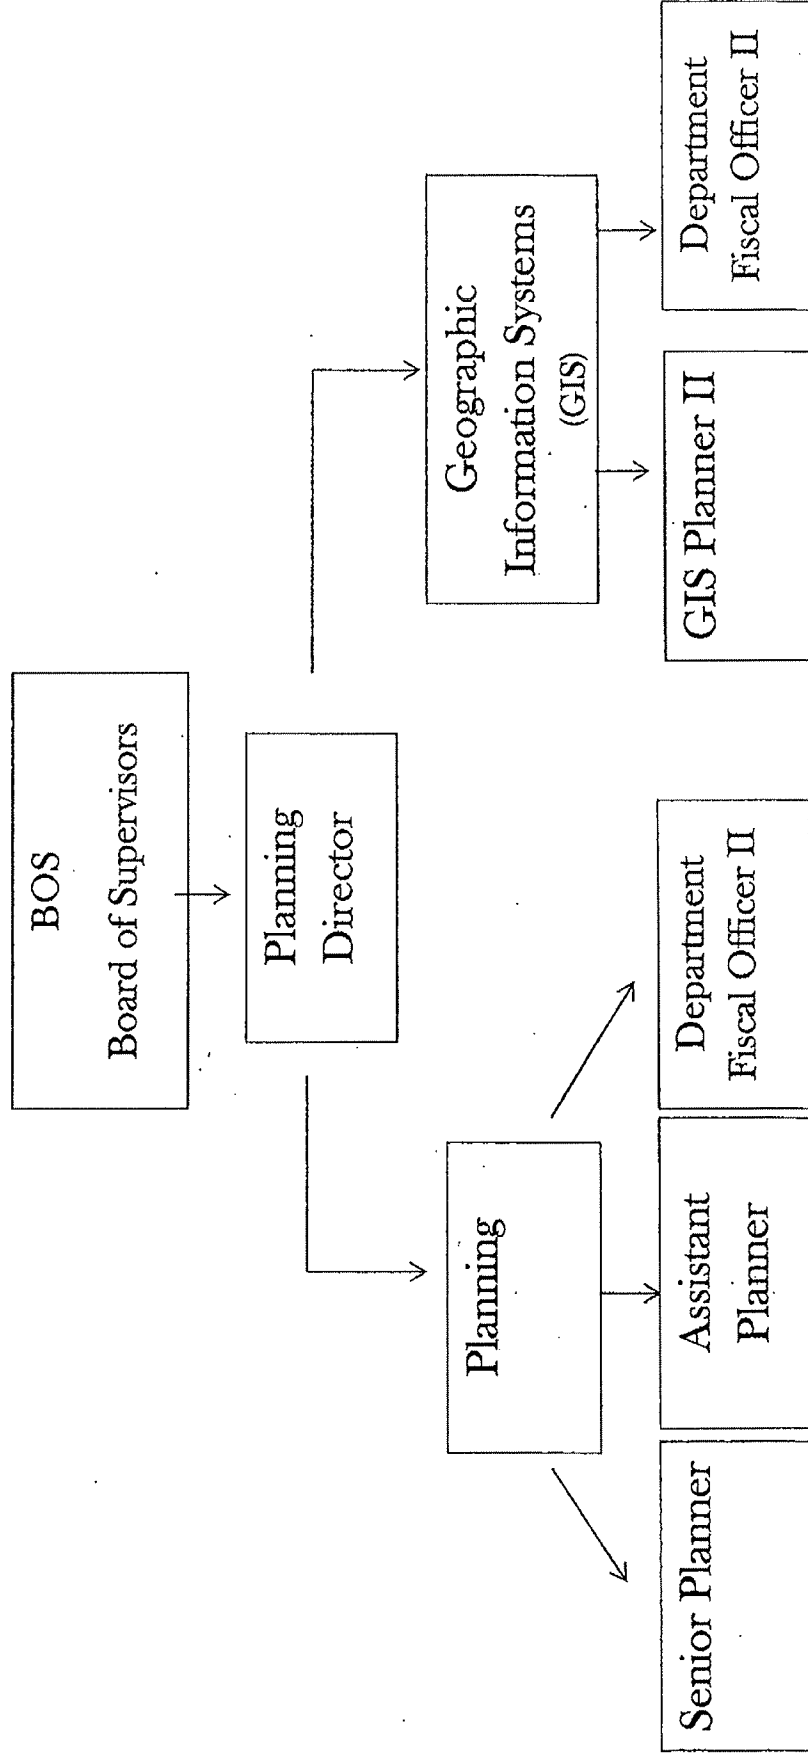 BOS
Board of Supervisors
Planning
Director
Planning
Geographic
Information Systems
(GIS)
Senior Planner
Assistant
Planner
Department
Fiscal Officer II
GIS Planner II
Department
Fiscal Officer II